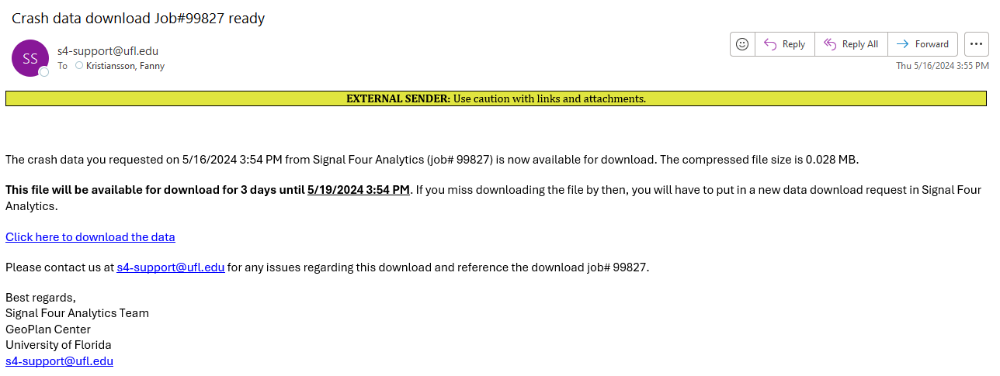 Crash data download Job#99827 ready
SS
s4-support@ufl.edu
To Kristiansson, Fanny
Reply
Reply All
Forward
Thu 5/16/2024 3:55 PM
EXTERNAL SENDER: Use caution with links and attachments.
The crash data you requested on 5/16/2024 3:54 PM from Signal Four Analytics (job# 99827) is now available for download. The compressed file size is 0.028 MB.
This file will be available for download for 3 days until 5/19/2024 3:54 PM. If you miss downloading the file by then, you will have to put in a new data download request in Signal Four
Analytics.
Click here to download the data
Please contact us at s4-support@ufl.edu for any issues regarding this download and reference the download job# 99827.
Best regards,
Signal Four Analytics Team
GeoPlan Center
University of Florida
s4-support@ufl.edu